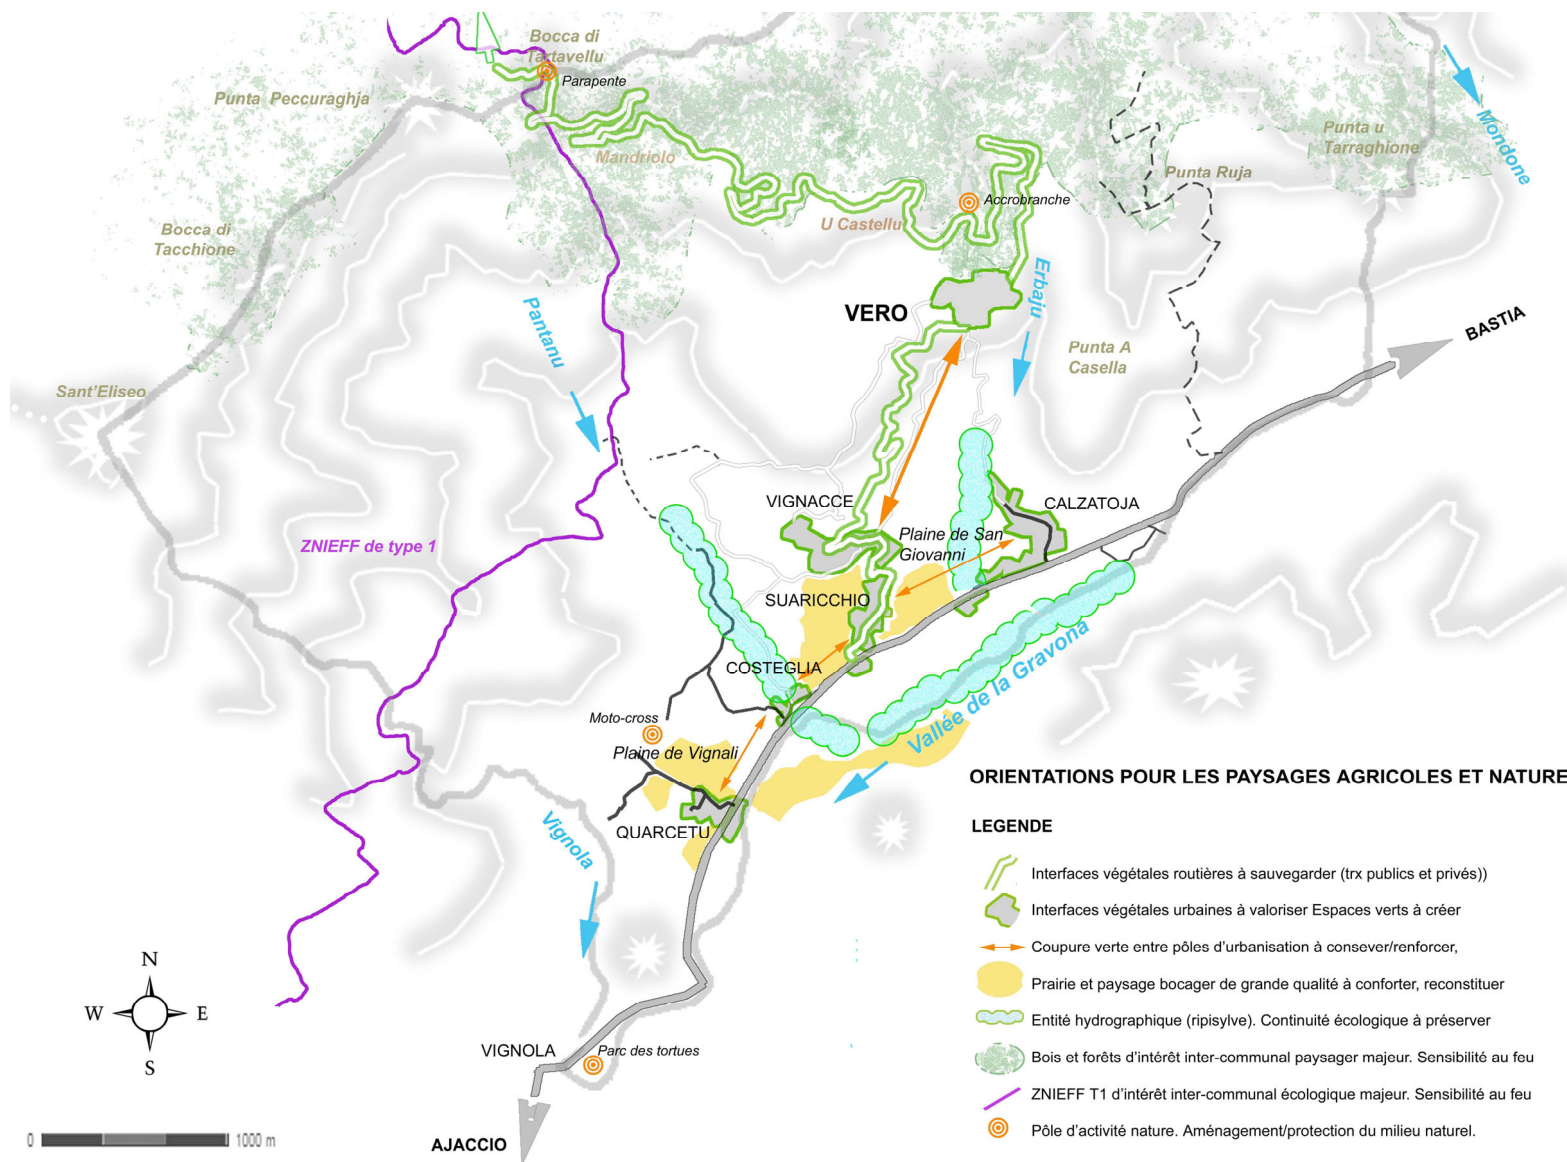 Bocca di
Tartavellu
Parapente
Punta Peccuraghja
Mondone
Punta u
Tarraghione
Mandriolo
Punta Ruja
Accrobranche
U Castellu
Bocca di
Tacchione
Erbaju
Pantanu
VERO
BASTIA
Punta A
Casella
Sant'Eliseo
VIGNACCE
CALZATOJA
Plaine de San
Giovanni
ZNIEFF de type 1
SUARICCHIO
COSTEGLIA
Vallée de la Gravona
Moto-cross
Plaine de Vignali
QUARCETU
Vignola
VIGNOLA
Parc des tortues
AJACCIO
N
W
E
S
0
1000 m
ORIENTATIONS POUR LES PAYSAGES AGRICOLES ET NATURE
LEGENDE
Interfaces végétales routières à sauvegarder (trx publics et privés))
Interfaces végétales urbaines à valoriser Espaces verts à créer
Coupure verte entre pôles d'urbanisation à consever/renforcer,
Prairie et paysage bocager de grande qualité à conforter, reconstituer
Entité hydrographique (ripisylve). Continuité écologique à préserver
Bois et forêts d'intérêt inter-communal paysager majeur. Sensibilité au feu
ZNIEFF T1 d'intérêt inter-communal écologique majeur. Sensibilité au feu
Pôle d'activité nature. Aménagement/protection du milieu naturel.